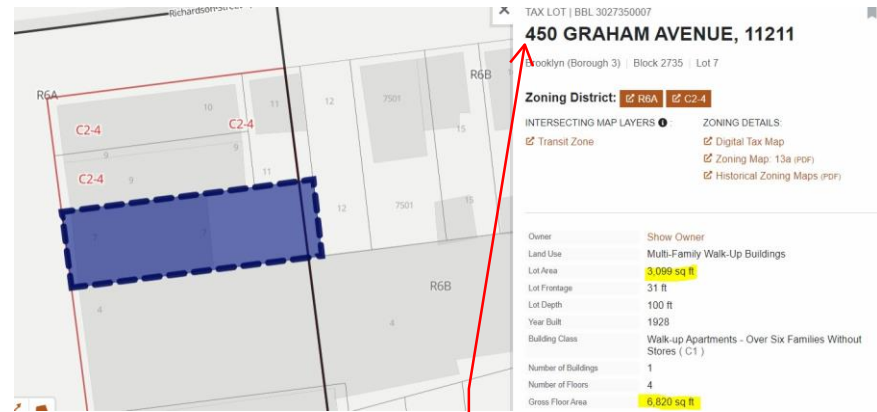 Richardson Street
R6A
C2-4
10
C2-4
11
12
7501
R6B
15
9
9
C2-4
9
11
12
7501
15
7
7
R6B
4
4
TAX LOT | BBL 3027350007
450 GRAHAM AVENUE, 11211
Brooklyn (Borough 3) | Block 2735 | Lot 7
Zoning District: R6A C2-4
INTERSECTING MAP LAYERS
Transit Zone
ZONING DETAILS:
Digital Tax Map
Zoning Map: 13a (PDF)
Historical Zoning Maps (PDF)
Owner Show Owner
Land Use Multi-Family Walk-Up Buildings
Lot Area 3,099 sq ft
Lot Frontage 31 ft
Lot Depth 100 ft
Year Built 1928
Building Class Walk-up Apartments - Over Six Families Without
Stores ( C1 )
Number of Buildings 1
Number of Floors 4
Gross Floor Area 6,820 sq ft